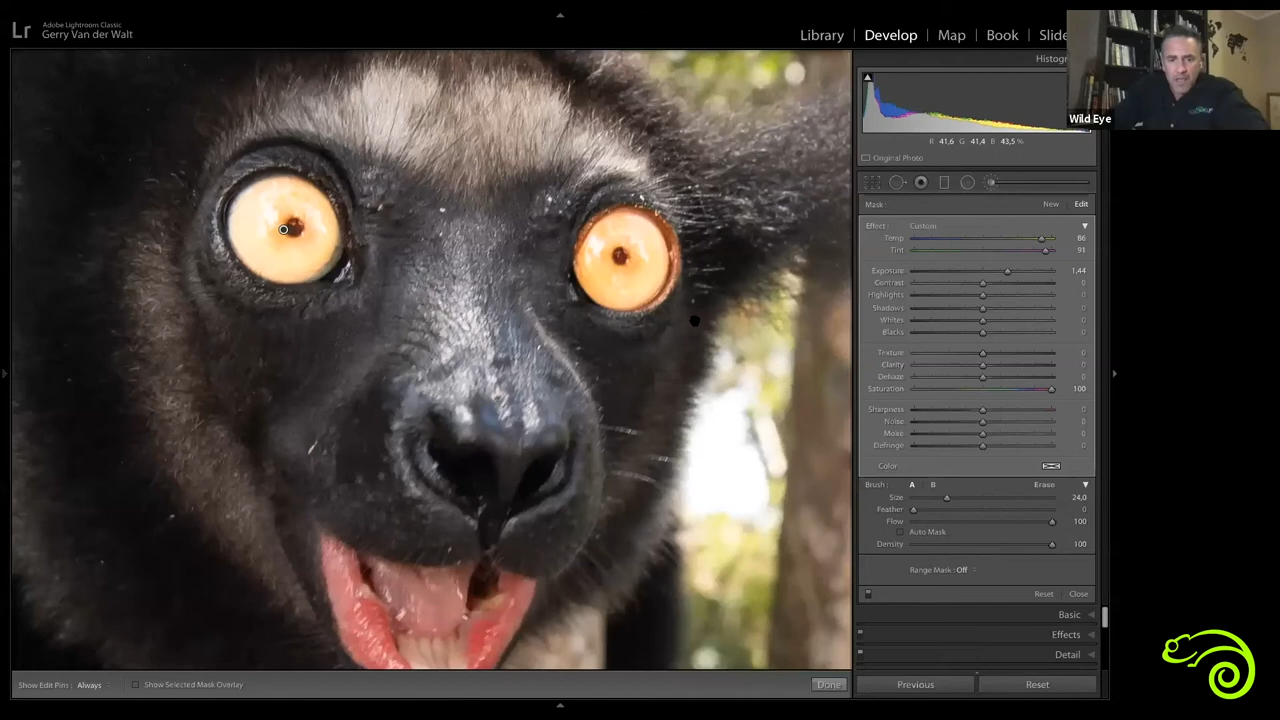 Lr
Adobe Lightroom Classic
Gerry Van der Walt
Library | Develop | Map | Book | Slide
Histogr
Wild Eye
R 41,6 G 41,4 B 43,5 %
Original Photo
Mask : New Edit
Effect : Custom
Temp 86
Tint 91
Exposure 1,44
Contrast 0
Highlights 0
Shadows 0
Whites 0
Blacks 0
Texture 0
Clarity 0
Dehaze 0
Saturation 100
Sharpness 0
Noise 0
Moiré 0
Defringe 0
Color
Brush : A B Erase
Size 24,0
Feather 0
Flow 100
Auto Mask
Density 100
Range Mask : Off
Reset Close
Basic
Effects
Detail
Show Edit Pins : Always
Show Selected Mask Overlay
Done
Previous Reset